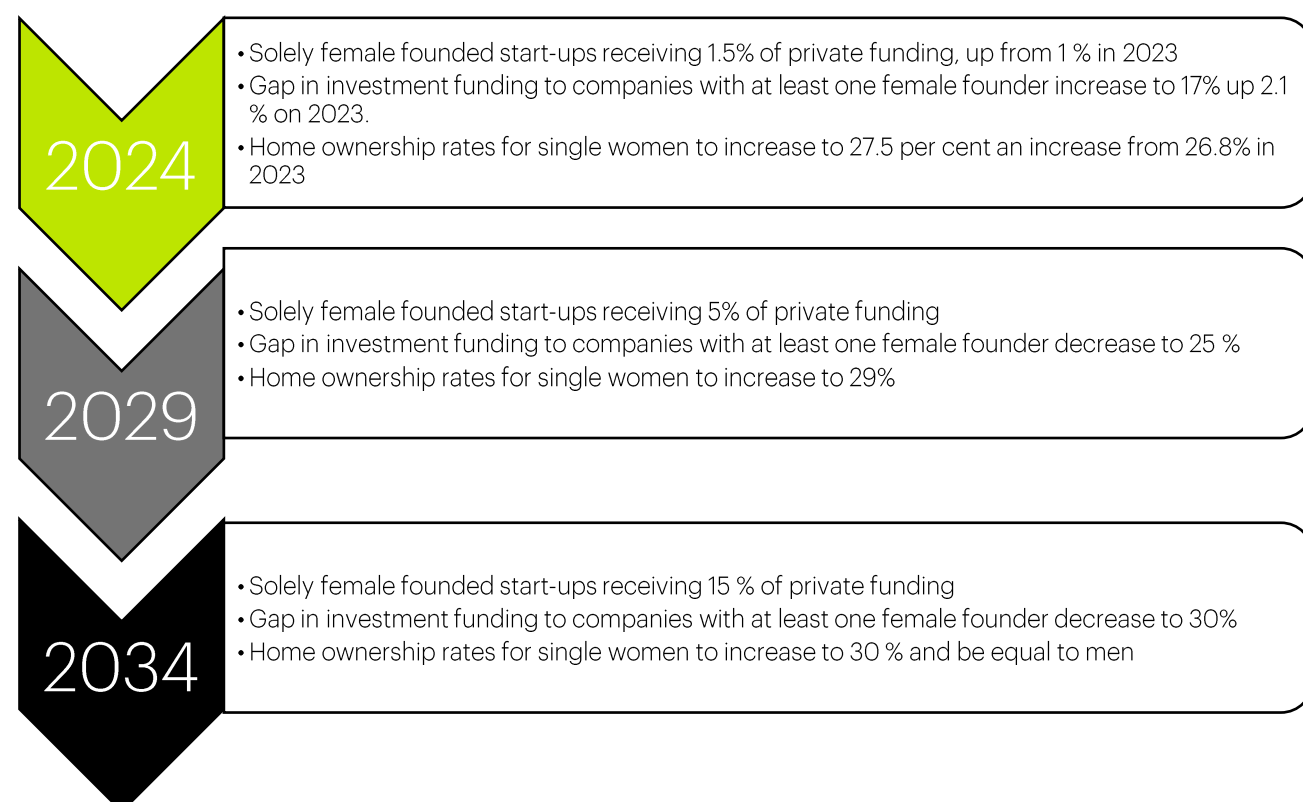 2024
• Solely female founded start-ups receiving 1.5% of private funding, up from 1 % in 2023
• Gap in investment funding to companies with at least one female founder increase to 17% up 2.1
% on 2023.
• Home ownership rates for single women to increase to 27.5 per cent an increase from 26.8% in
2023
2029
• Solely female founded start-ups receiving 5% of private funding
• Gap in investment funding to companies with at least one female founder decrease to 25 %
• Home ownership rates for single women to increase to 29%
2034
• Solely female founded start-ups receiving 15 % of private funding
• Gap in investment funding to companies with at least one female founder decrease to 30%
• Home ownership rates for single women to increase to 30 % and be equal to men